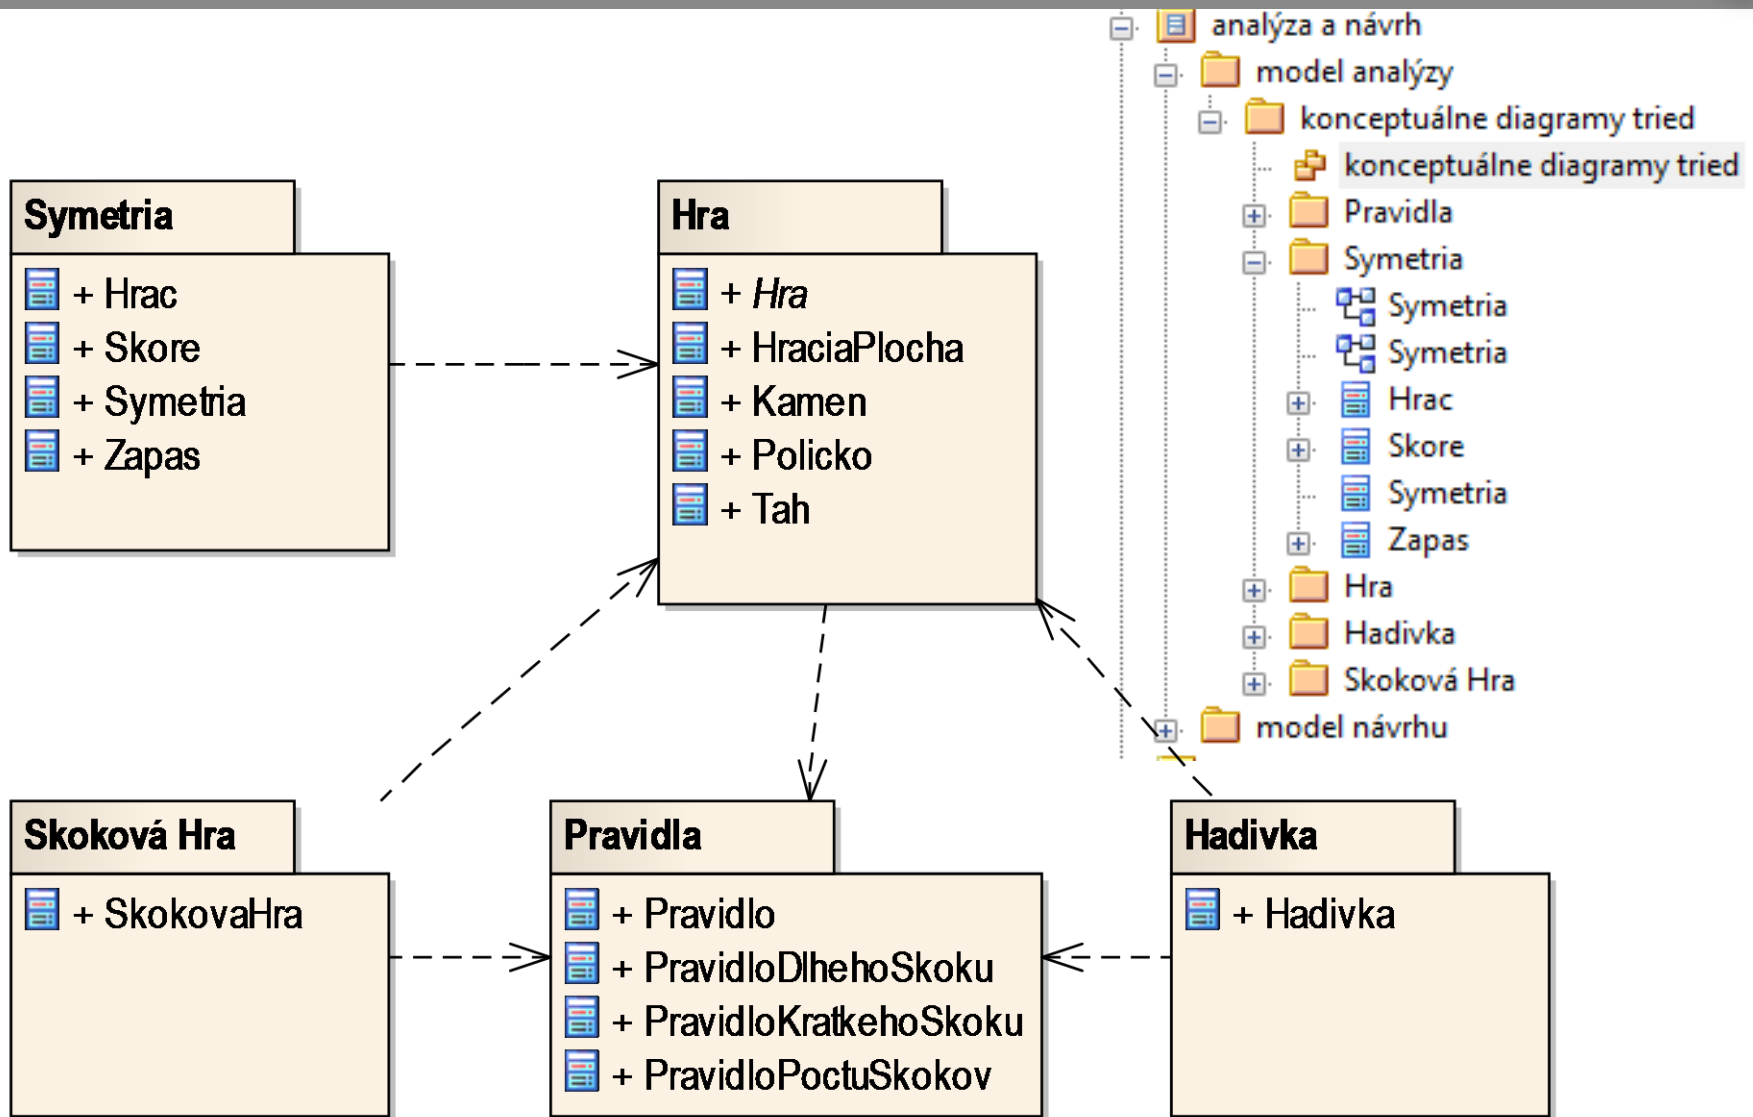 analýza a návrh
model analýzy
konceptuálne diagramy tried
konceptuálne diagramy tried
Pravidla
Symetria
Symetria
Symetria
Hrac
Skore
Symetria
Zapas
Hra
Hadivka
Skoková Hra
model návrhu
Symetria
+ Hrac
+ Skore
+ Symetria
+ Zapas
Hra
+ Hra
+ HraciaPlocha
+ Kamen
+ Policko
+ Tah
Skoková Hra
+ SkokovaHra
Pravidla
+ Pravidlo
+ PravidloDlhehoSkoku
+ PravidloKratkehoSkoku
+ PravidloPoctuSkokov
Hadivka
+ Hadivka